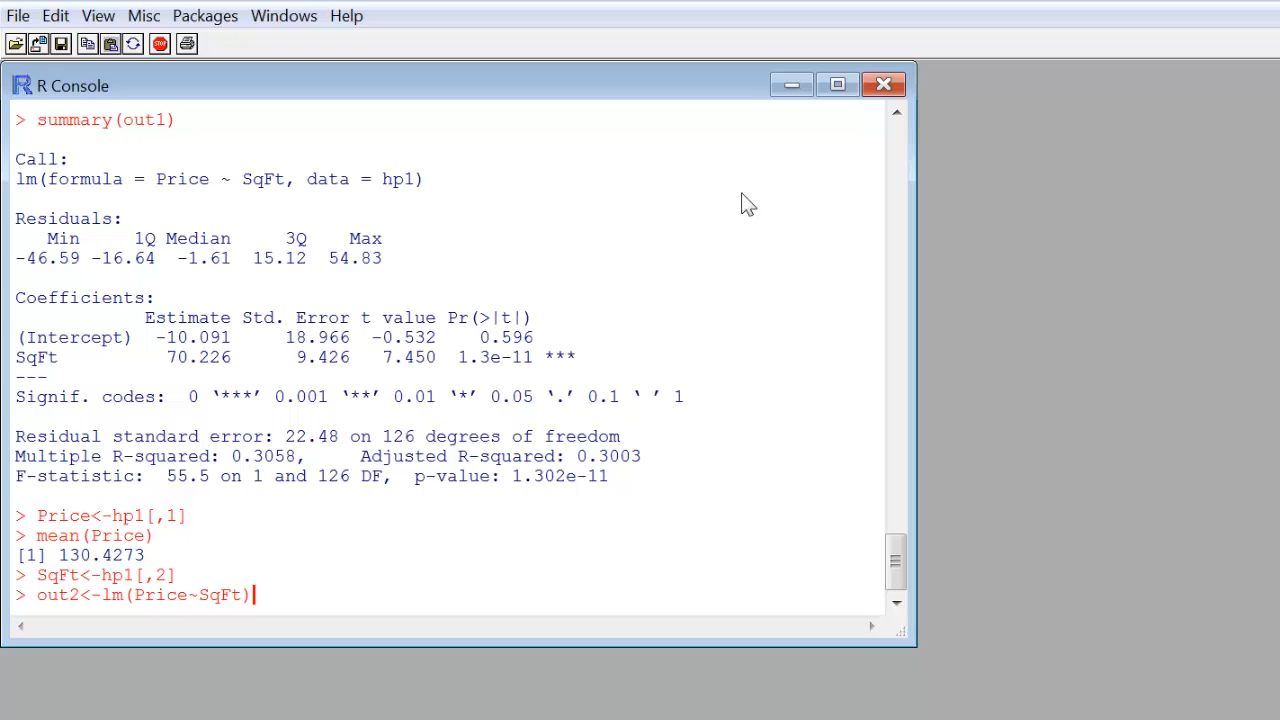 File Edit View Misc Packages Windows Help
STOP
R R Console
> summary(out1)
Call:
lm(formula = Price ~ SqFt, data = hp1)
Residuals:
Min 1Q Median 3Q Max
-46.59 -16.64 -1.61 15.12 54.83
Coefficients:
Estimate Std. Error t value Pr(>|t|)
(Intercept) -10.091 18.966 -0.532 0.596
SqFt 70.226 9.426 7.450 1.3e-11 ***
---
Signif. codes: 0 ‘***’ 0.001 ‘**’ 0.01 ‘*’ 0.05 ‘.’ 0.1 ‘ ’ 1
Residual standard error: 22.48 on 126 degrees of freedom
Multiple R-squared: 0.3058, Adjusted R-squared: 0.3003
F-statistic: 55.5 on 1 and 126 DF, p-value: 1.302e-11
> Price<-hp1[,1]
> mean(Price)
[1] 130.4273
> SqFt<-hp1[,2]
> out2<-lm(Price~SqFt)